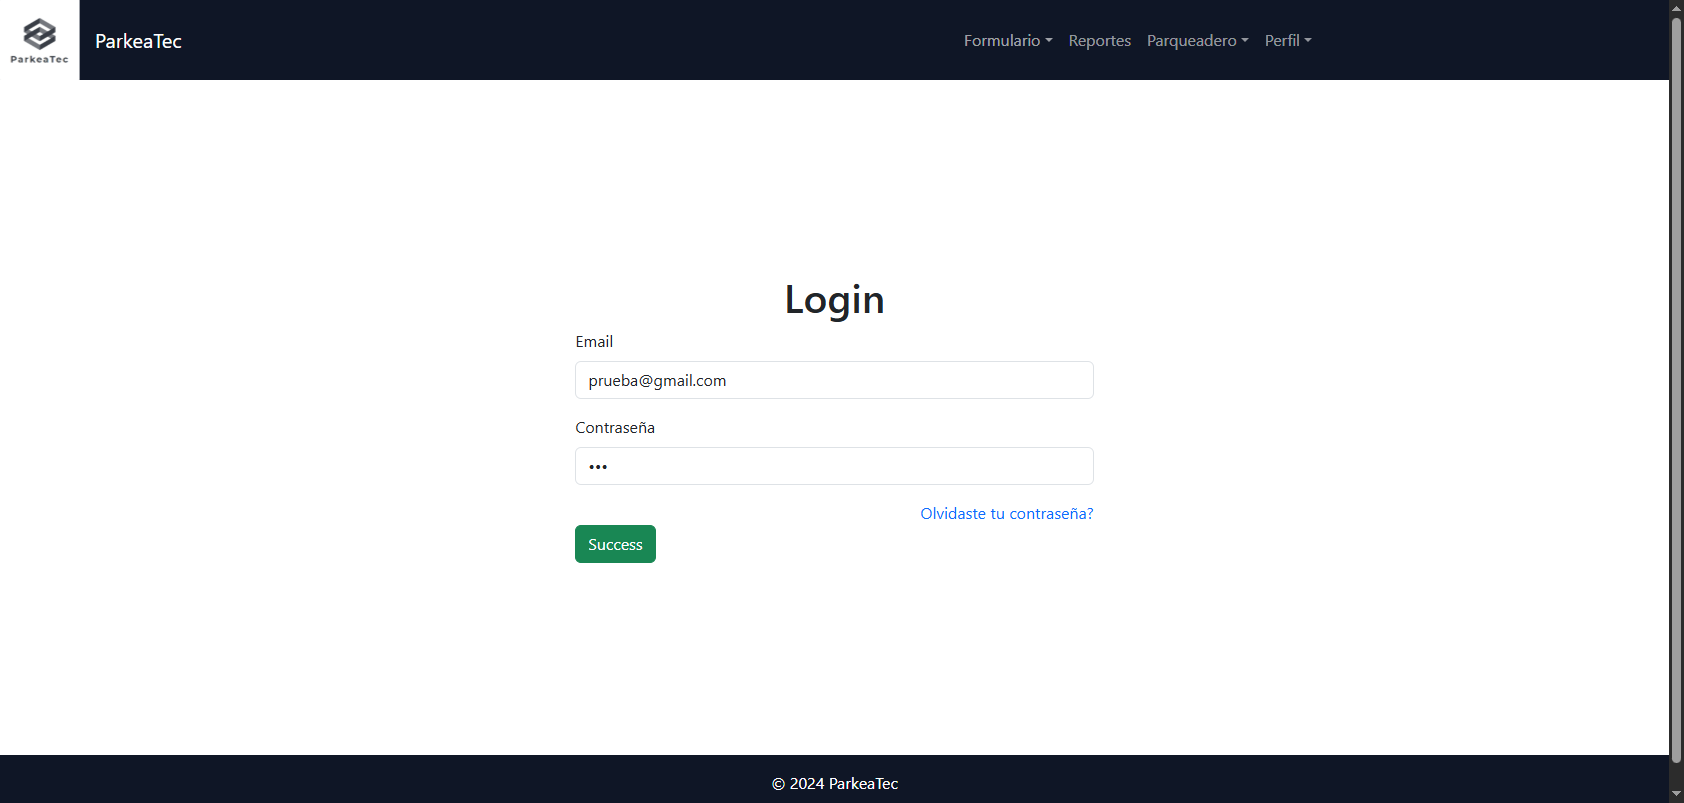 ParkeaTec
ParkeaTec Formulario Reportes Parqueadero Perfil
Login
Email
prueba@gmail.com
Contraseña
•••
Olvidaste tu contraseña?
Success
© 2024 ParkeaTec